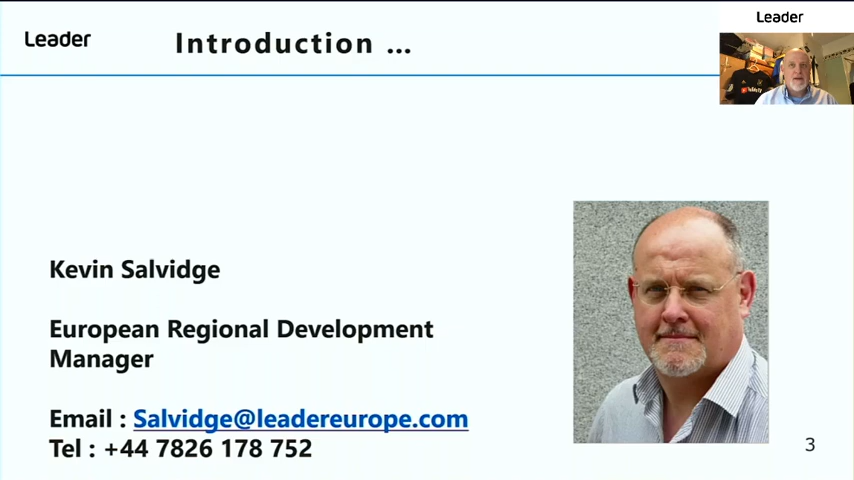 Leader
Introduction ...
Leader
Kevin Salvidge
European Regional Development
Manager
Email : Salvidge@leadereurope.com
Tel : +44 7826 178 752
3